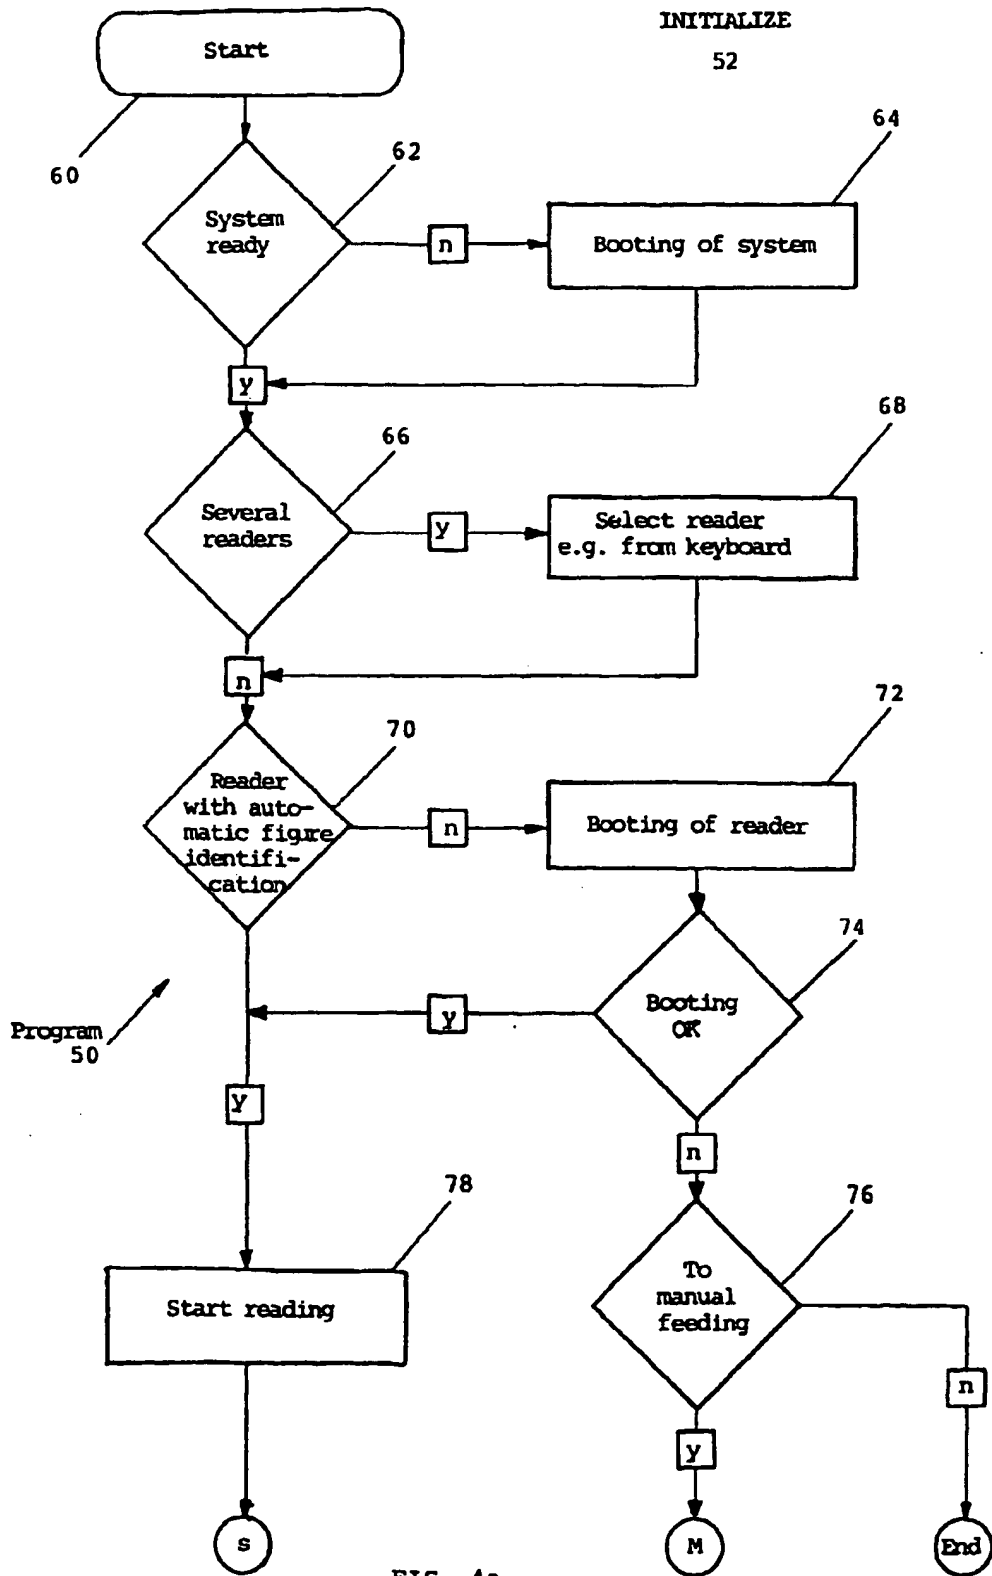 INITIALIZE
52
Start
60
62
64
System
ready
n
Booting of system
y
66
68
Several
readers
y
Select reader
e.g. from keyboard
n
70
72
Reader
with auto-
matic figure
identifi-
cation
n
Booting of reader
74
Booting
OK
y
Program
50
y
n
78
76
Start reading
To
manual
feeding
n
y
s
M
End
FIG. 4a